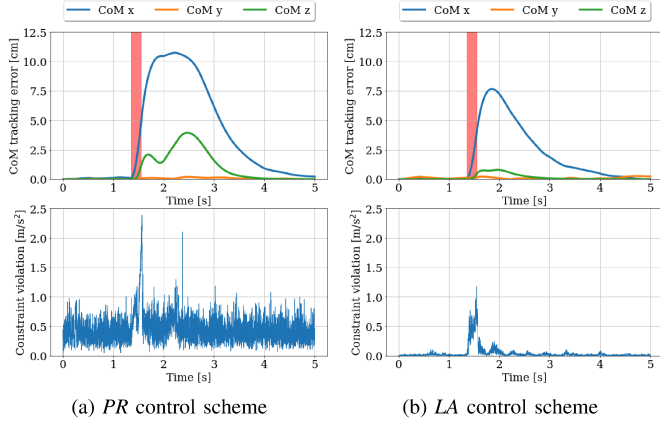 CoM x CoM y CoM z
CoM x CoM y CoM z
CoM tracking error [cm]
12.5
10.0
7.5
5.0
2.5
0.0
0 1 2 3 4 5
Time [s]
CoM tracking error [cm]
12.5
10.0
7.5
5.0
2.5
0.0
0 1 2 3 4 5
Time [s]
Constraint violation [m/s²]
2.5
2.0
1.5
1.0
0.5
0.0
0 1 2 3 4 5
Time [s]
Constraint violation [m/s²]
2.5
2.0
1.5
1.0
0.5
0.0
0 1 2 3 4 5
Time [s]
(a) PR control scheme
(b) LA control scheme